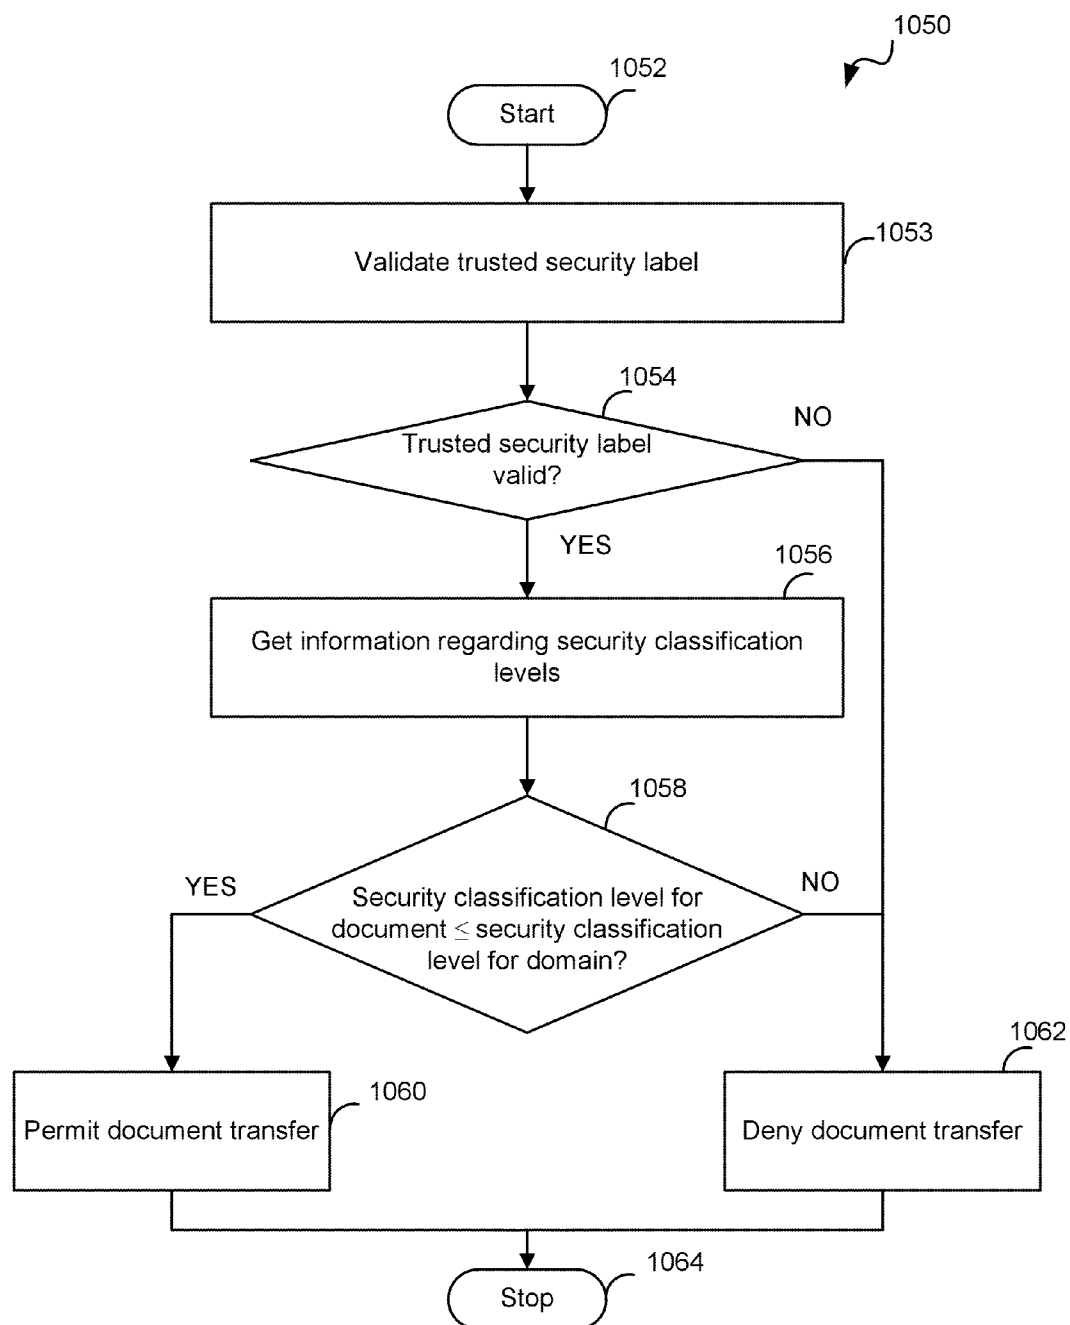 1050
1052
Start
1053
Validate trusted security label
1054
NO
Trusted security label
valid?
YES
1056
Get information regarding security classification
levels
1058
YES
NO
Security classification level for
document ≤ security classification
level for domain?
1062
1060
Permit document transfer
Deny document transfer
1064
Stop